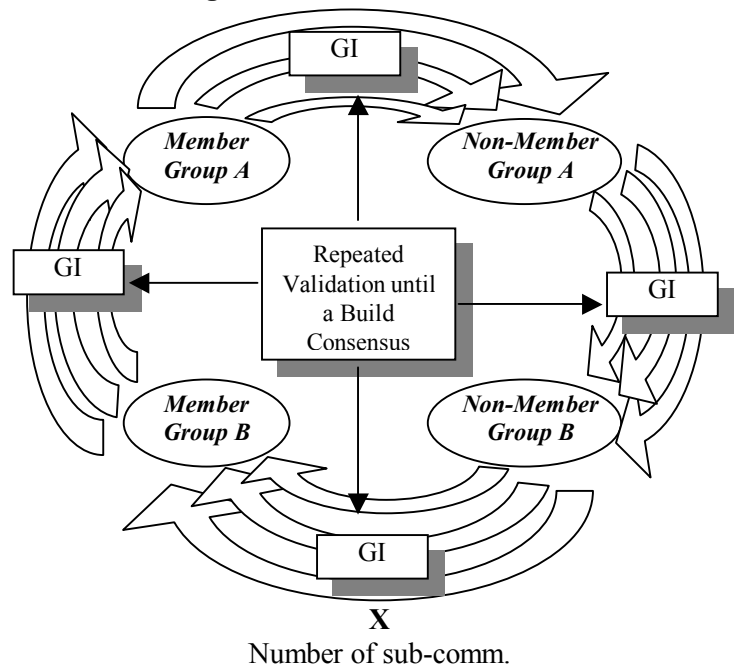 GI
Member
Group A
Non-Member
Group A
GI
Repeated
Validation until
a Build
Consensus
GI
Member
Group B
Non-Member
Group B
GI
X
Number of sub-comm.